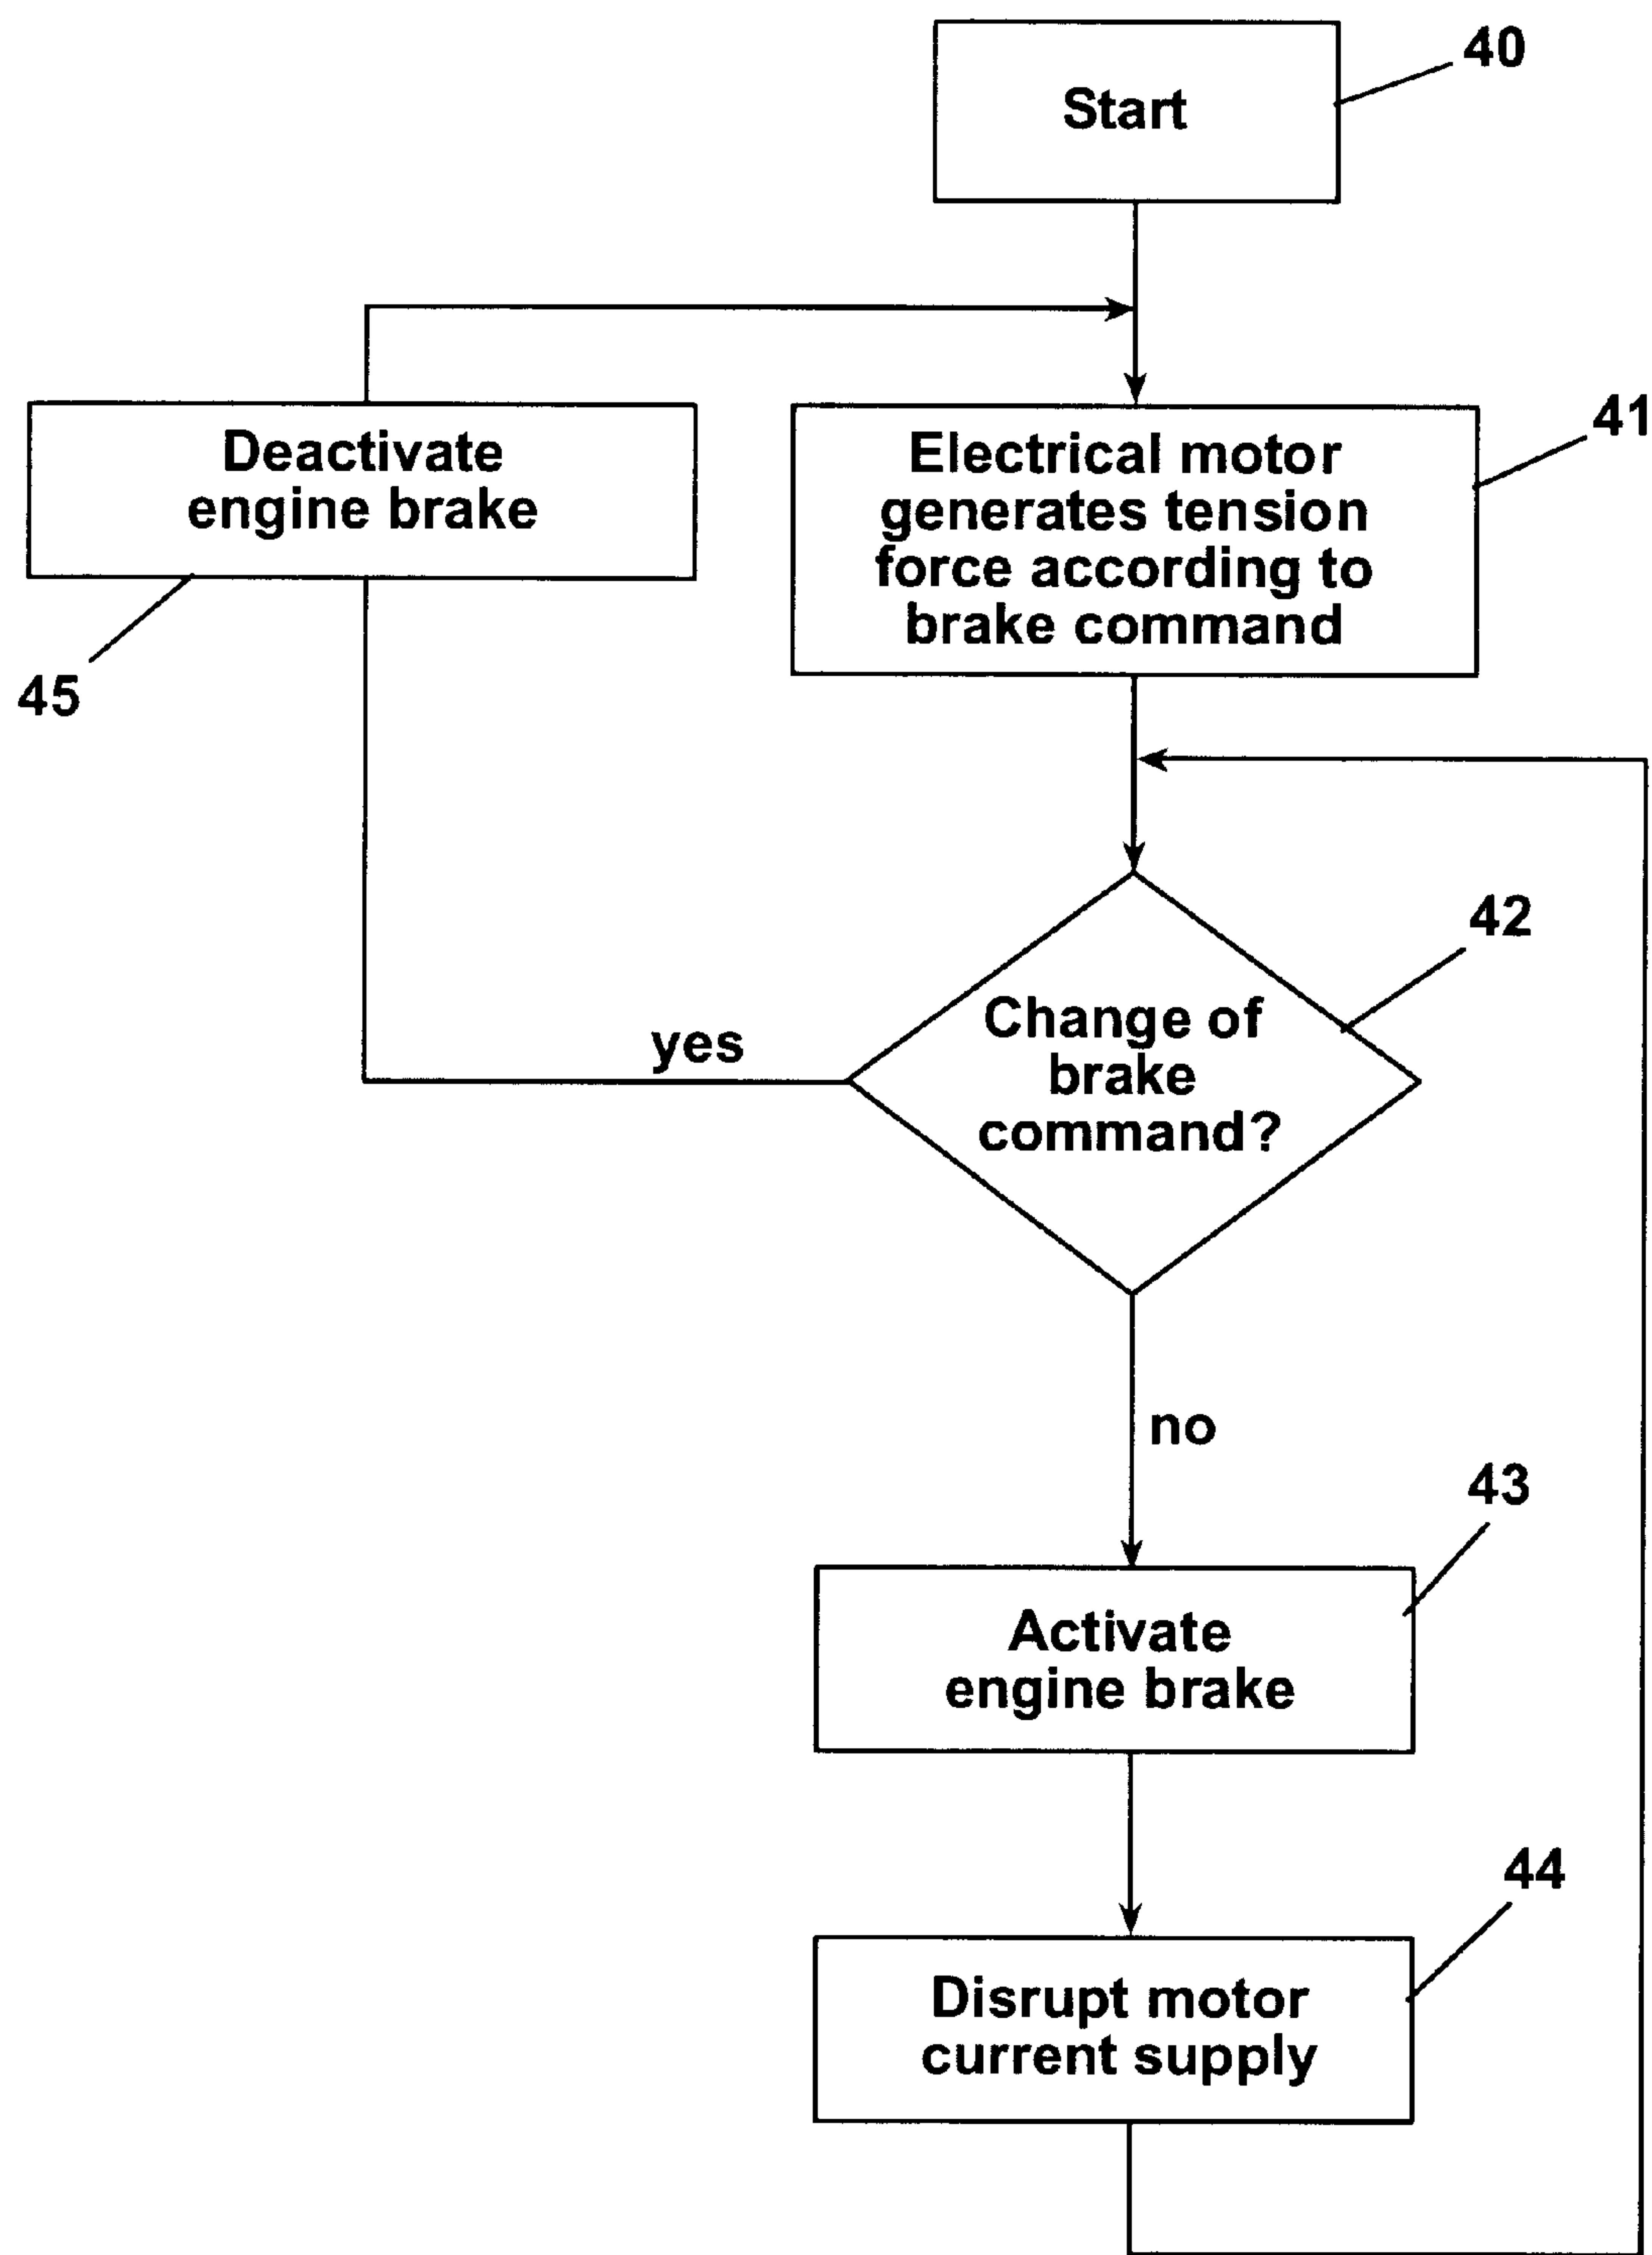 40
Start
Deactivate
engine brake
45
41
Electrical motor
generates tension
force according to
brake command
42
Change of
brake
command?
yes
no
43
Activate
engine brake
44
Disrupt motor
current supply